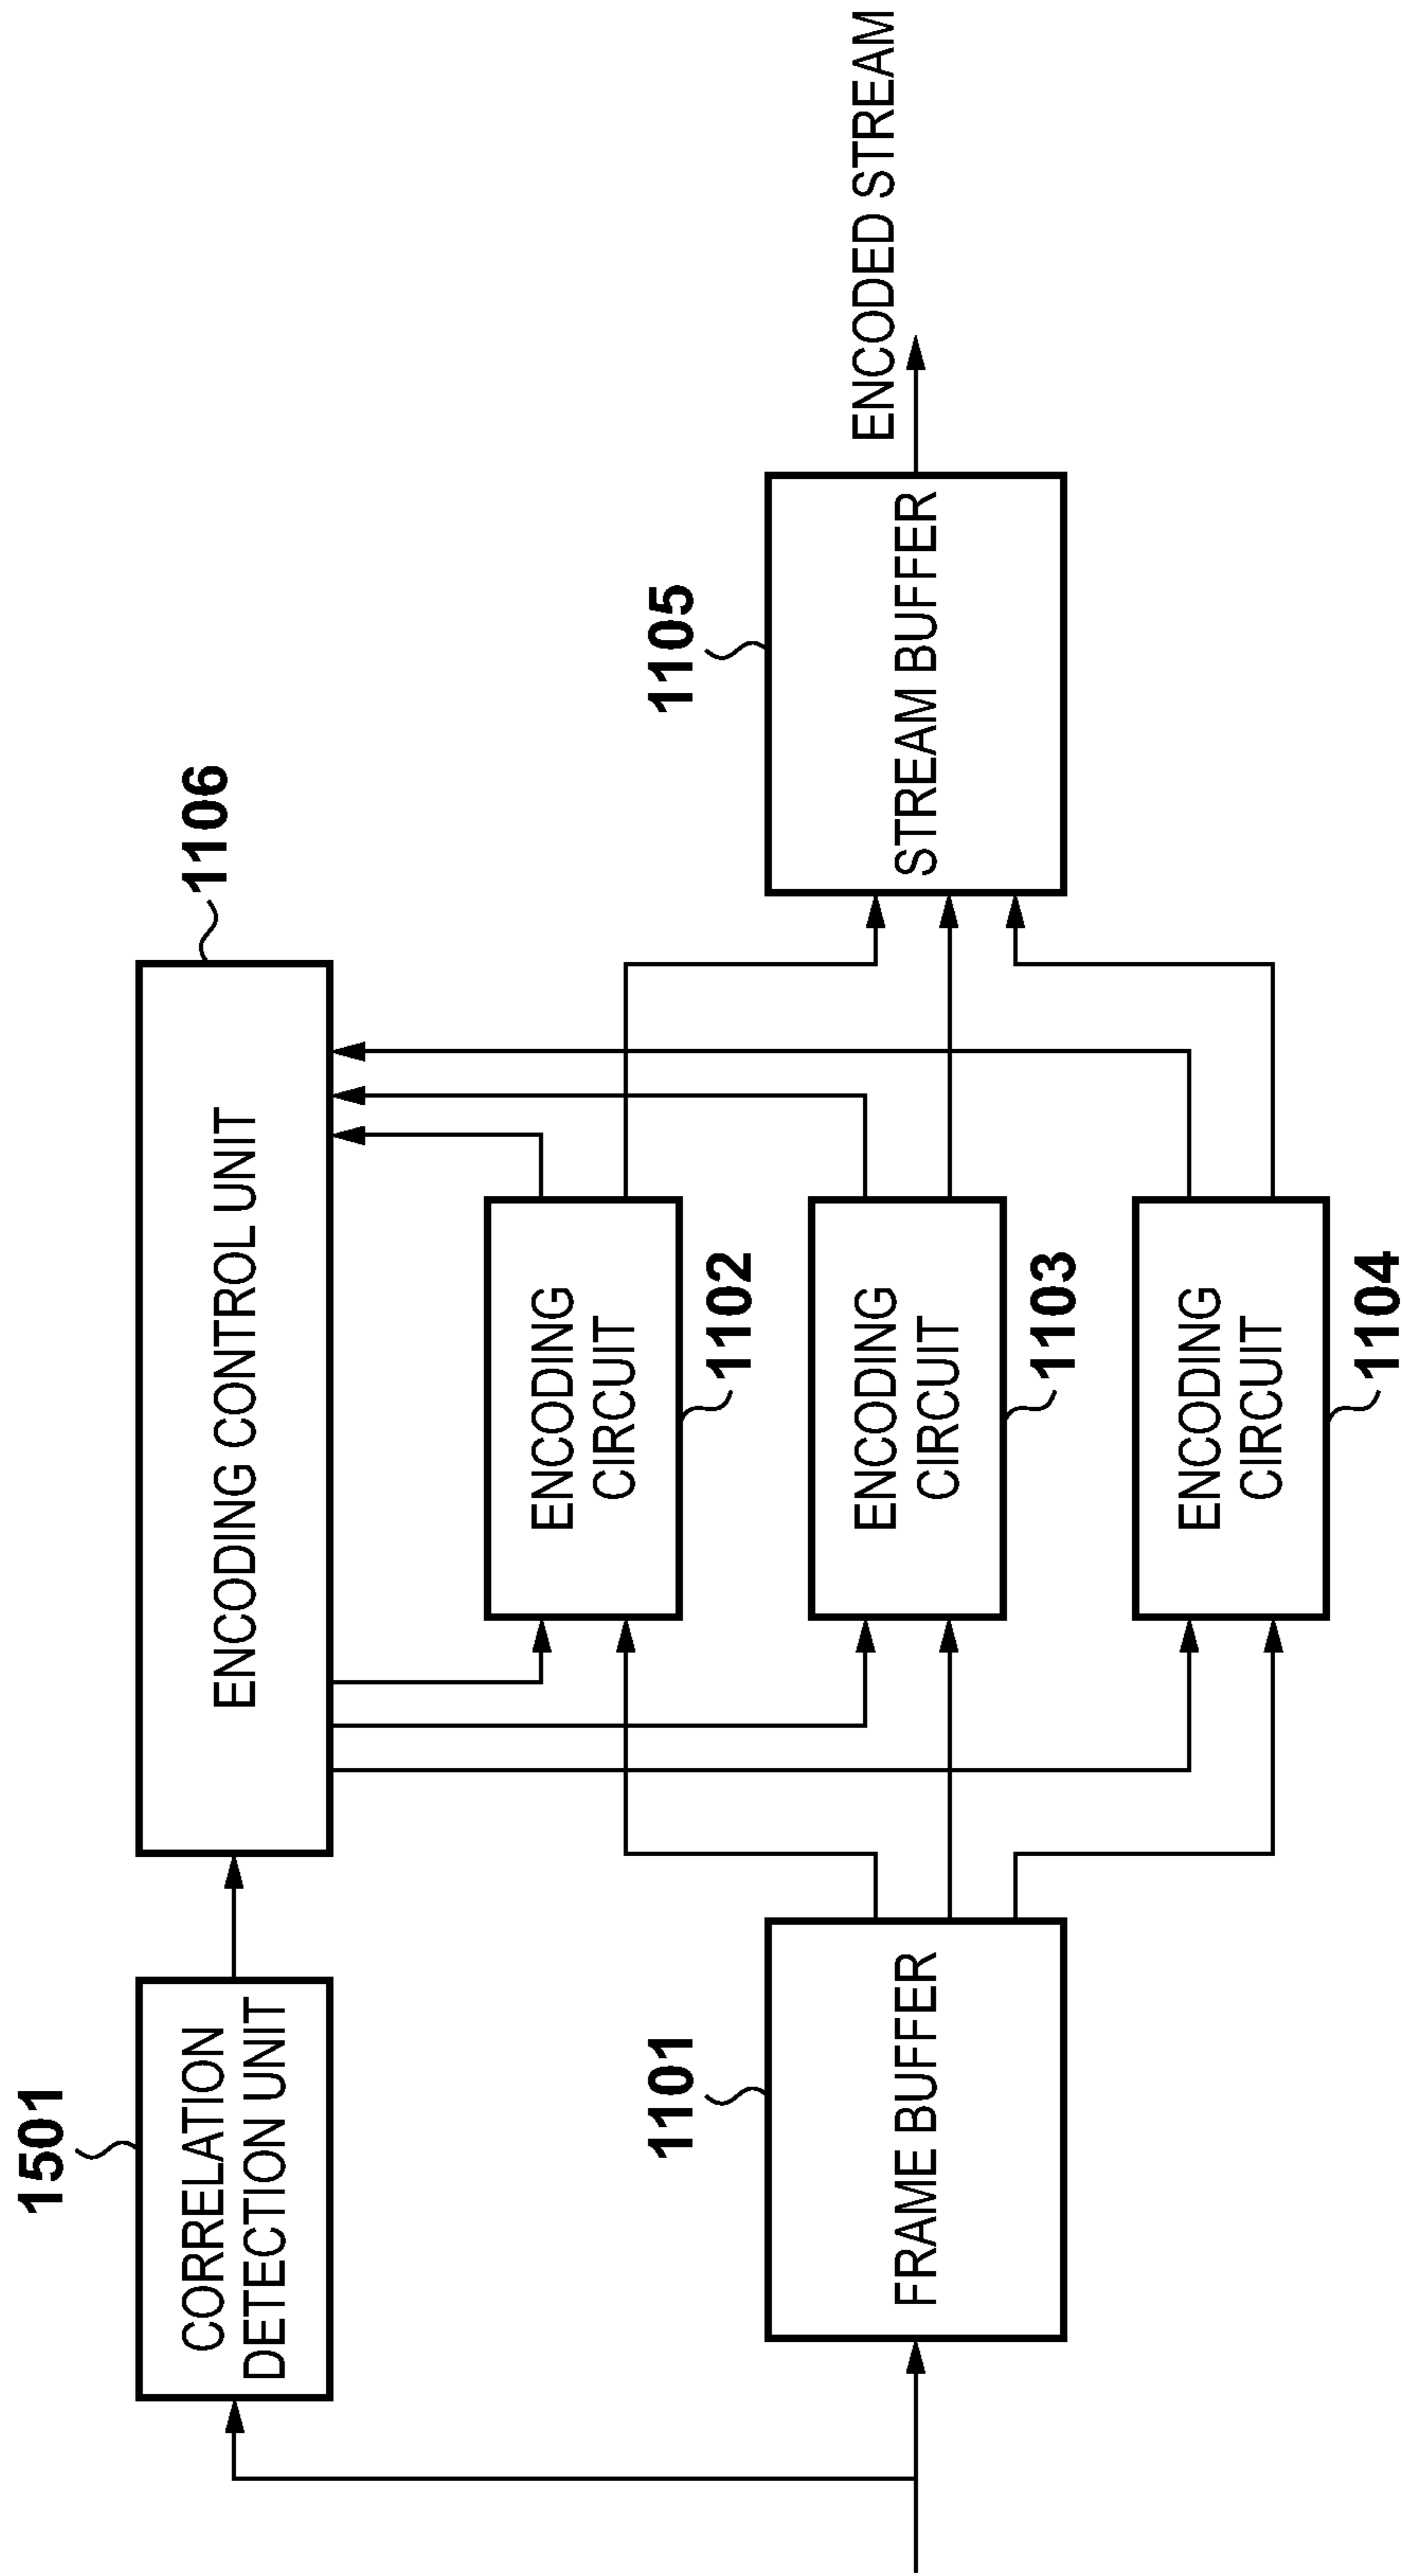 1501
CORRELATION
DETECTION UNIT
1106
ENCODING CONTROL UNIT
1101
FRAME BUFFER
ENCODING
CIRCUIT
1102
ENCODING
CIRCUIT
1103
ENCODING
CIRCUIT
1104
1105
STREAM BUFFER
ENCODED STREAM